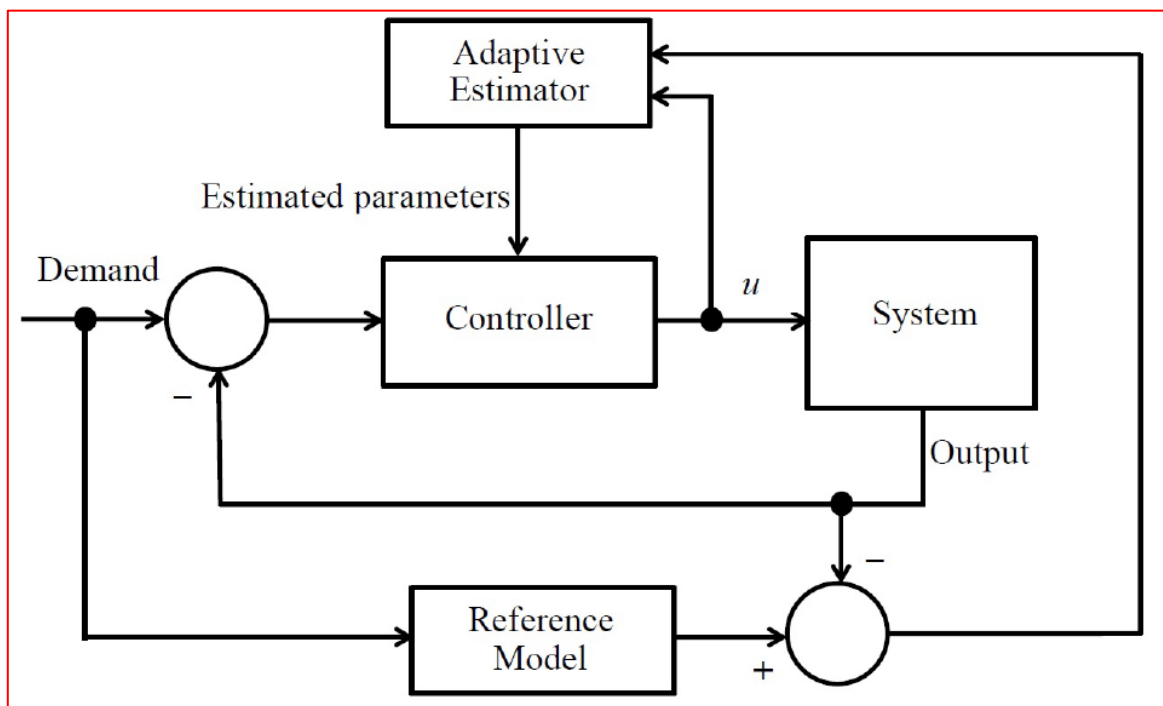 Adaptive
Estimator
Estimated parameters
Demand
Controller
u
System
−
Output
−
Reference
Model
+